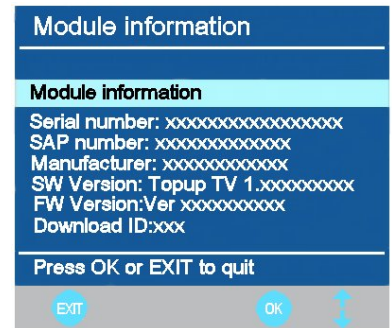 Module information
Module information
Serial number: xxxxxxxxxxxxxxxxx
SAP number: xxxxxxxxxxxxx
Manufacturer: xxxxxxxxxxxx
SW Version: Topup TV 1.xxxxxxxxx
FW Version:Ver xxxxxxxxxx
Download ID:xxx
Press OK or EXIT to quit
EXIT
OK